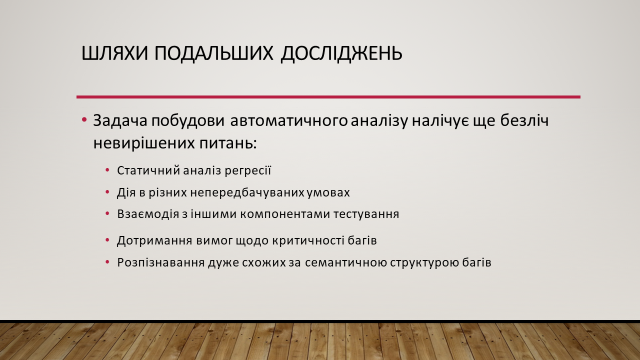 ШЛЯХИ ПОДАЛЬШИХ ДОСЛІДЖЕНЬ
• Задача побудови автоматичного аналізу налічує ще безліч
невирішених питань:
• Статичний аналіз регресії
• Дія в різних непередбачуваних умовах
• Взаємодія з іншими компонентами тестування
• Дотримання вимог щодо критичності багів
• Розпізнавання дуже схожих за семантичною структурою багів